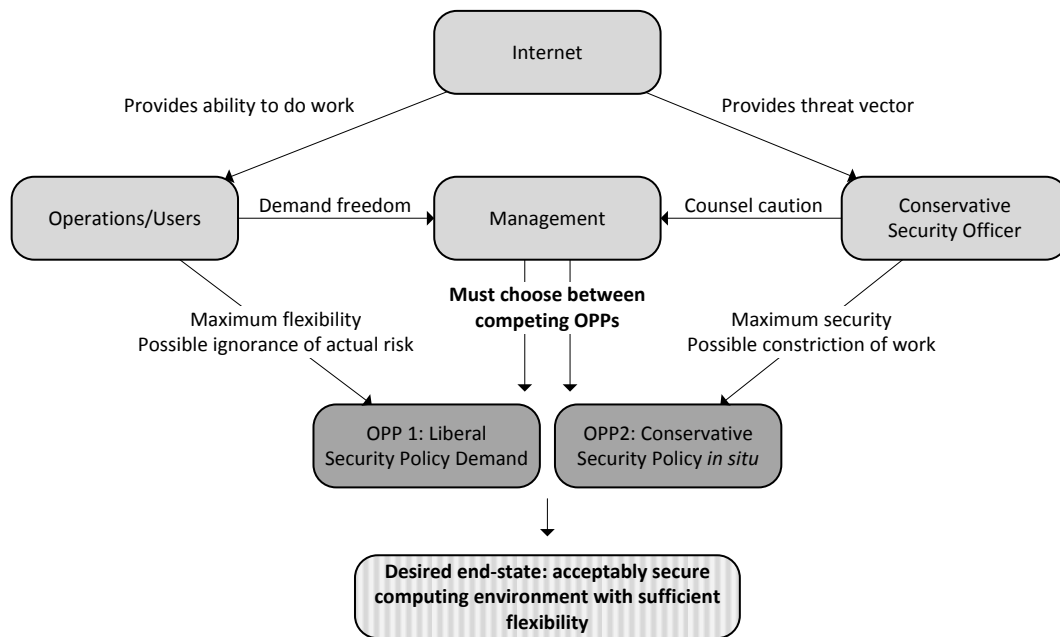 Internet
Provides ability to do work
Provides threat vector
Operations/Users
Demand freedom
Management
Counsel caution
Conservative
Security Officer
Must choose between
competing OPPs
Maximum flexibility
Possible ignorance of actual risk
Maximum security
Possible constriction of work
OPP 1: Liberal
Security Policy Demand
OPP2: Conservative
Security Policy in situ
Desired end-state: acceptably secure
computing environment with sufficient
flexibility